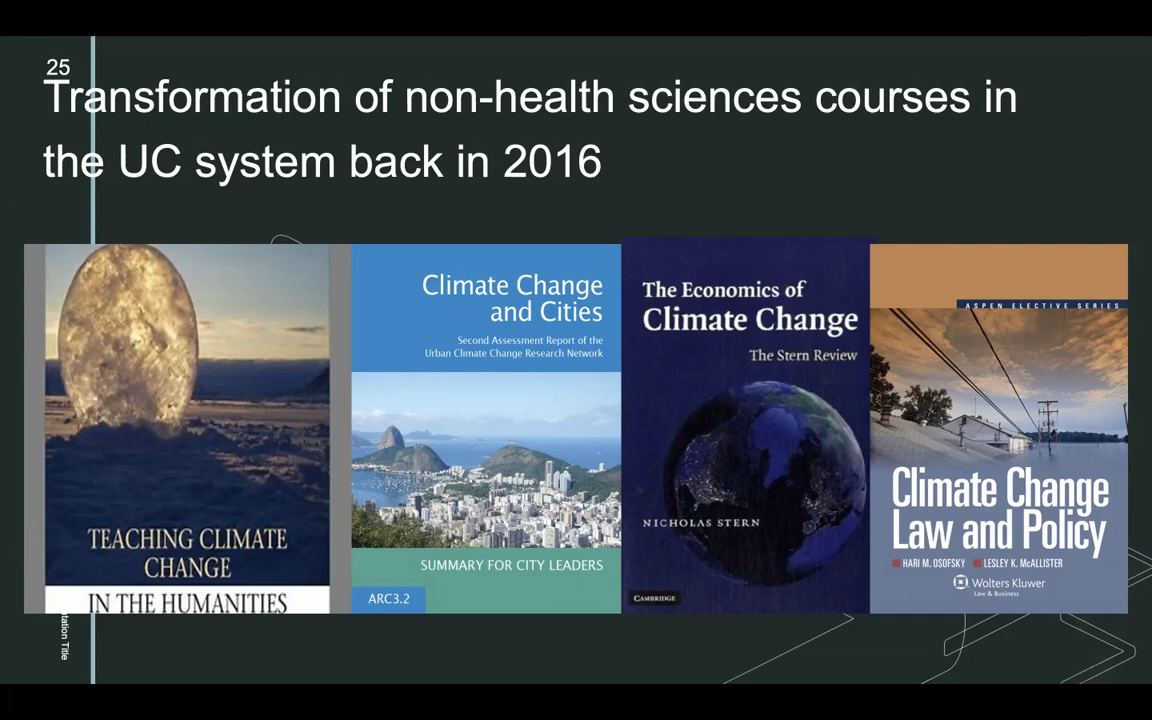 25
Transformation of non-health sciences courses in
the UC system back in 2016
TEACHING CLIMATE
CHANGE
IN THE HUMANITIES
Climate Change
and Cities
Second Assessment Report of the
Urban Climate Change Research Network
SUMMARY FOR CITY LEADERS
ARC3.2
The Economics of
Climate Change
The Stern Review
NICHOLAS STERN
CAMBRIDGE
ASPEN ELECTIVE SERIES
Climate Change
Law and Policy
HARI M. OSOFSKY LESLEY K. McALLISTER
Wolters Kluwer
Law & Business
tation Title